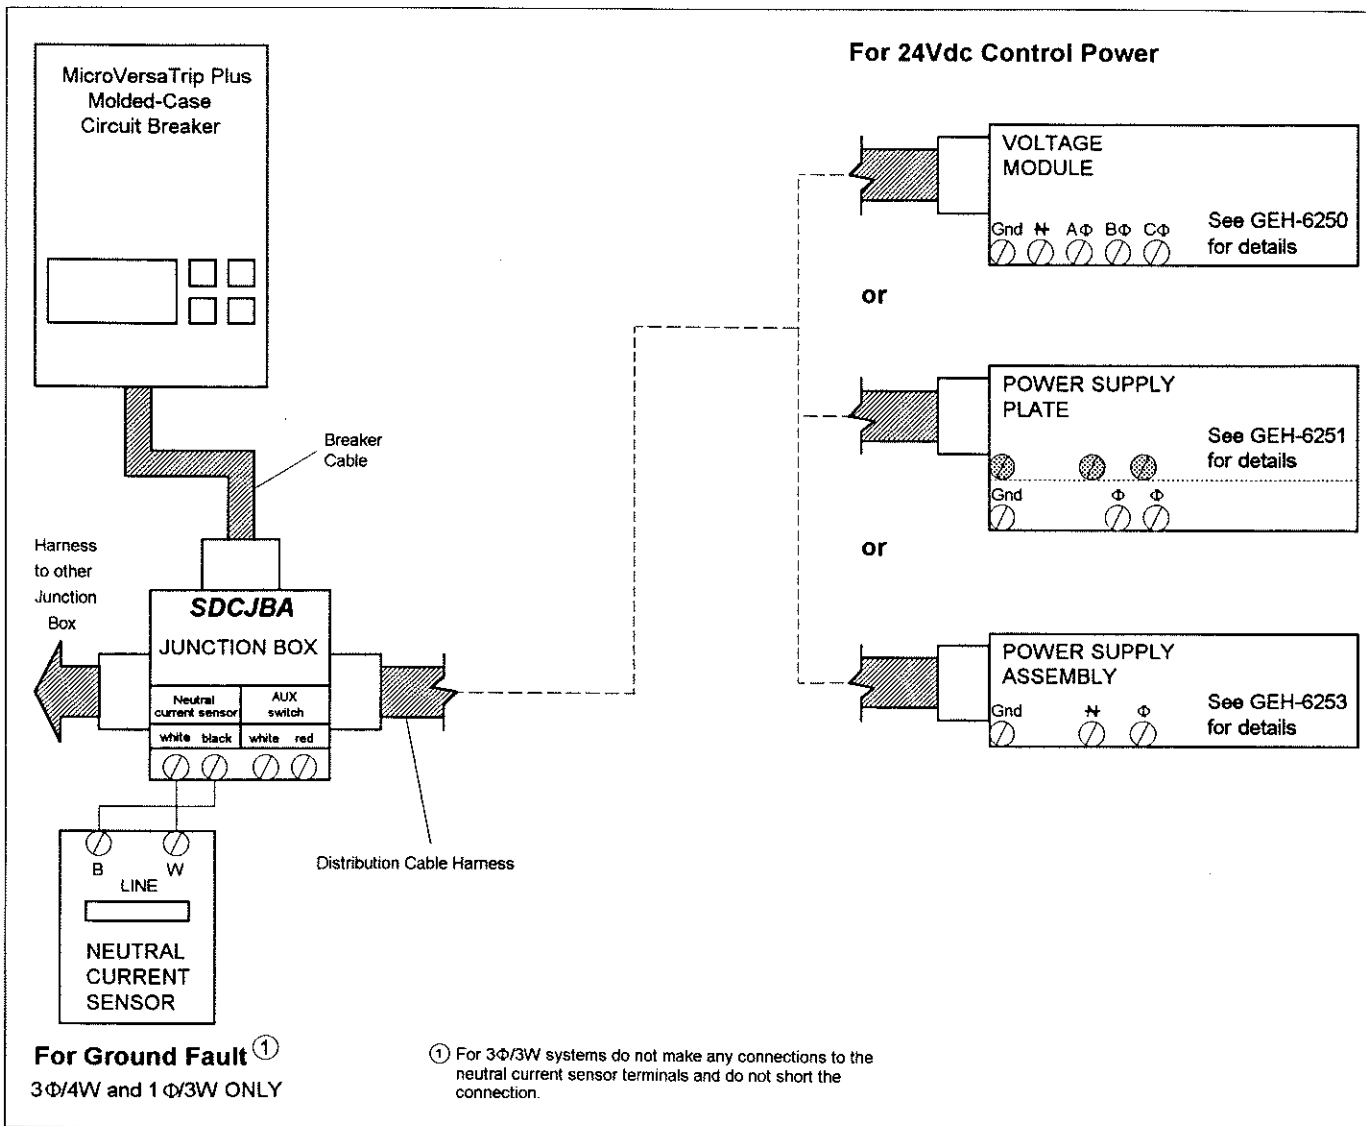 MicroVersaTrip Plus
Molded-Case
Circuit Breaker
Breaker
Cable
Harness
to other
Junction
Box
SDCJBA
JUNCTION BOX
Neutral
current sensor
AUX
switch
white black
white red
Distribution Cable Harness
B W
LINE
NEUTRAL
CURRENT
SENSOR
For Ground Fault ①
3Φ/4W and 1Φ/3W ONLY
① For 3Φ/3W systems do not make any connections to the
neutral current sensor terminals and do not short the
connection.
For 24Vdc Control Power
VOLTAGE
MODULE
See GEH-6250
for details
Gnd N AΦ BΦ CΦ
or
POWER SUPPLY
PLATE
See GEH-6251
for details
Gnd Φ Φ
or
POWER SUPPLY
ASSEMBLY
See GEH-6253
for details
Gnd N Φ